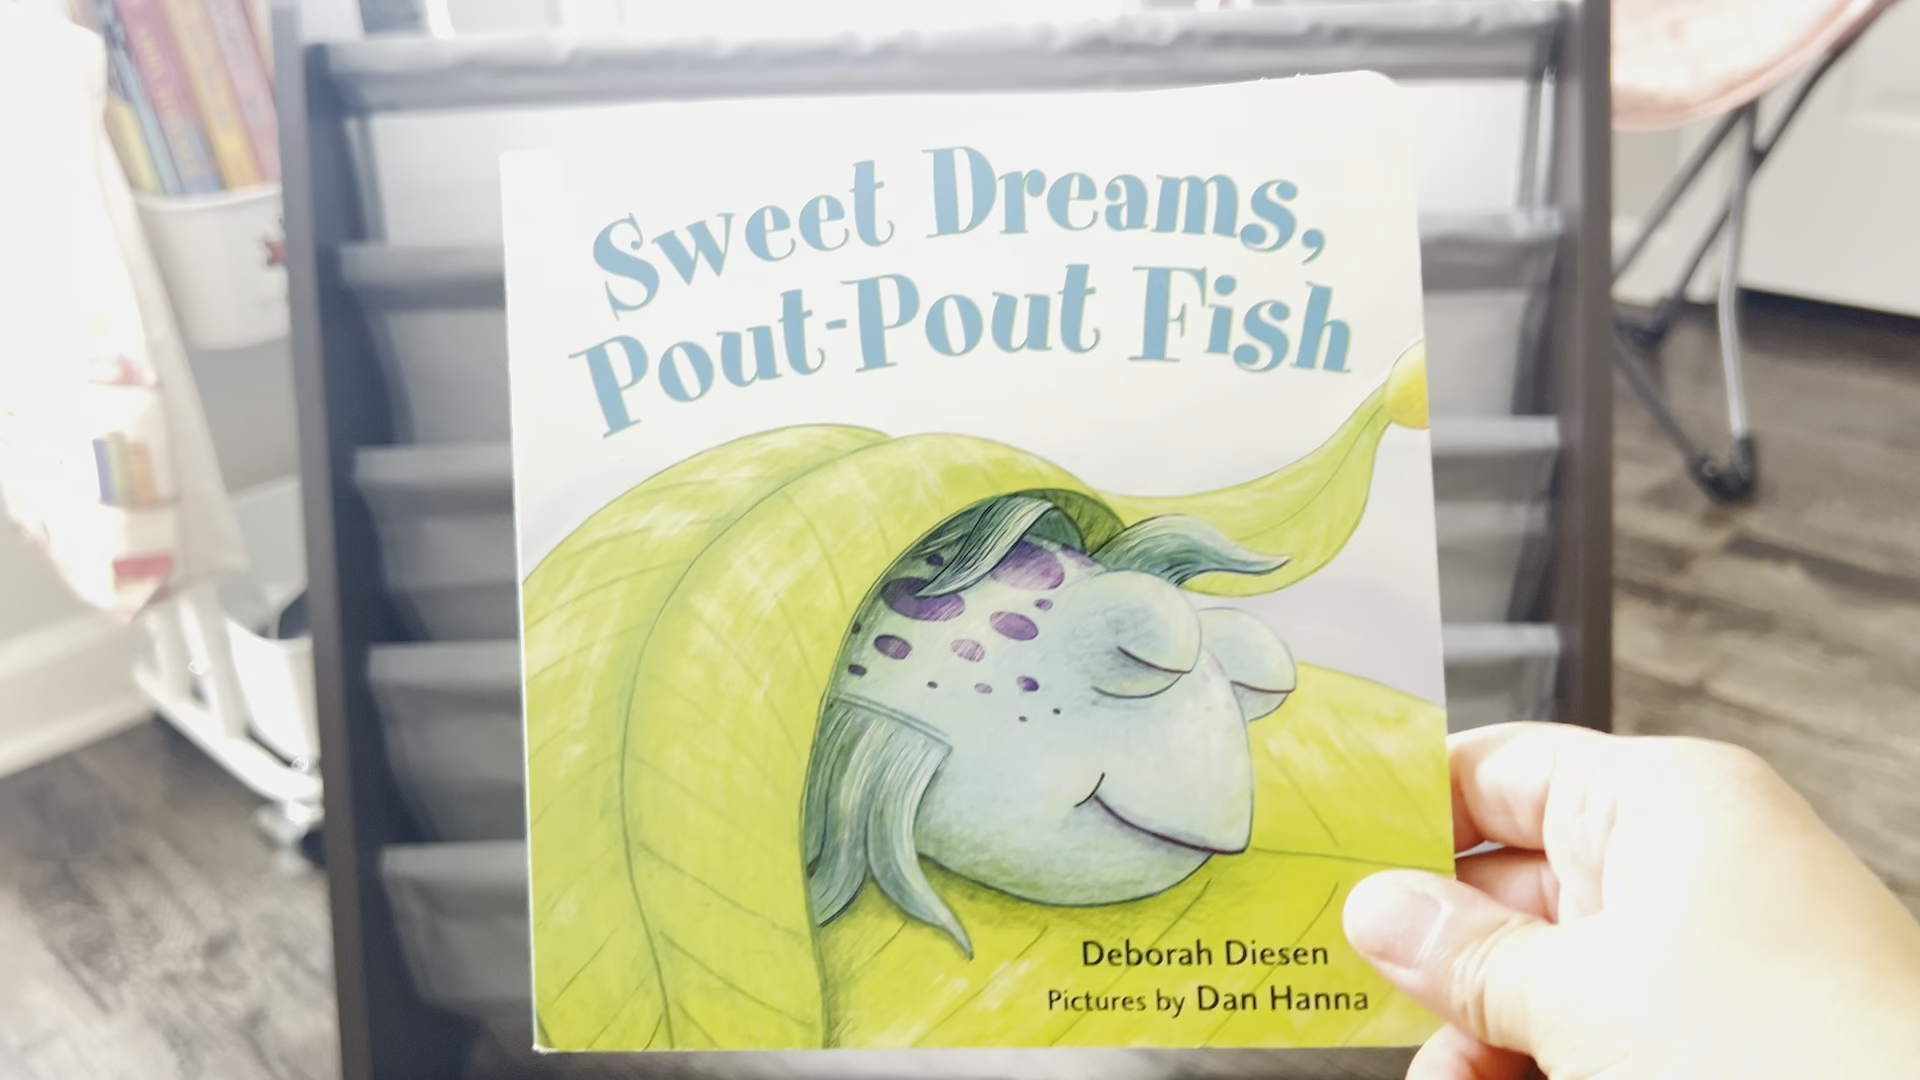 Sweet Dreams,
Pout-Pout Fish
Deborah Diesen
Pictures by Dan Hanna